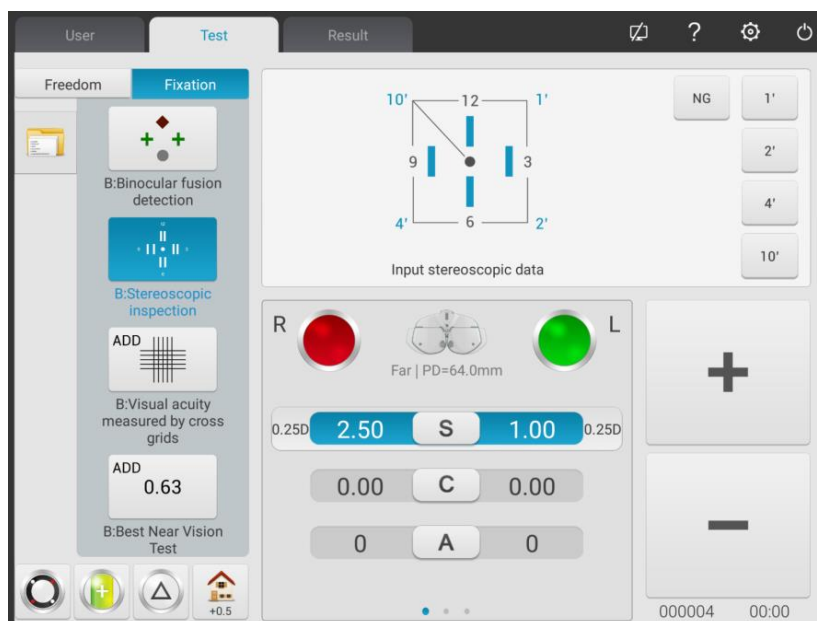 User
Test
Result
?
Freedom
Fixation
B:Binocular fusion
detection
B:Stereoscopic
inspection
ADD
B:Visual acuity
measured by cross
grids
ADD
0.63
B:Best Near Vision
Test
+0.5
10' 12 1'
9 3
4' 6 2'
Input stereoscopic data
NG
1'
2'
4'
10'
R
L
Far | PD=64.0mm
0.25D 2.50 S 1.00 0.25D
0.00 C 0.00
0 A 0
+
−
000004 00:00